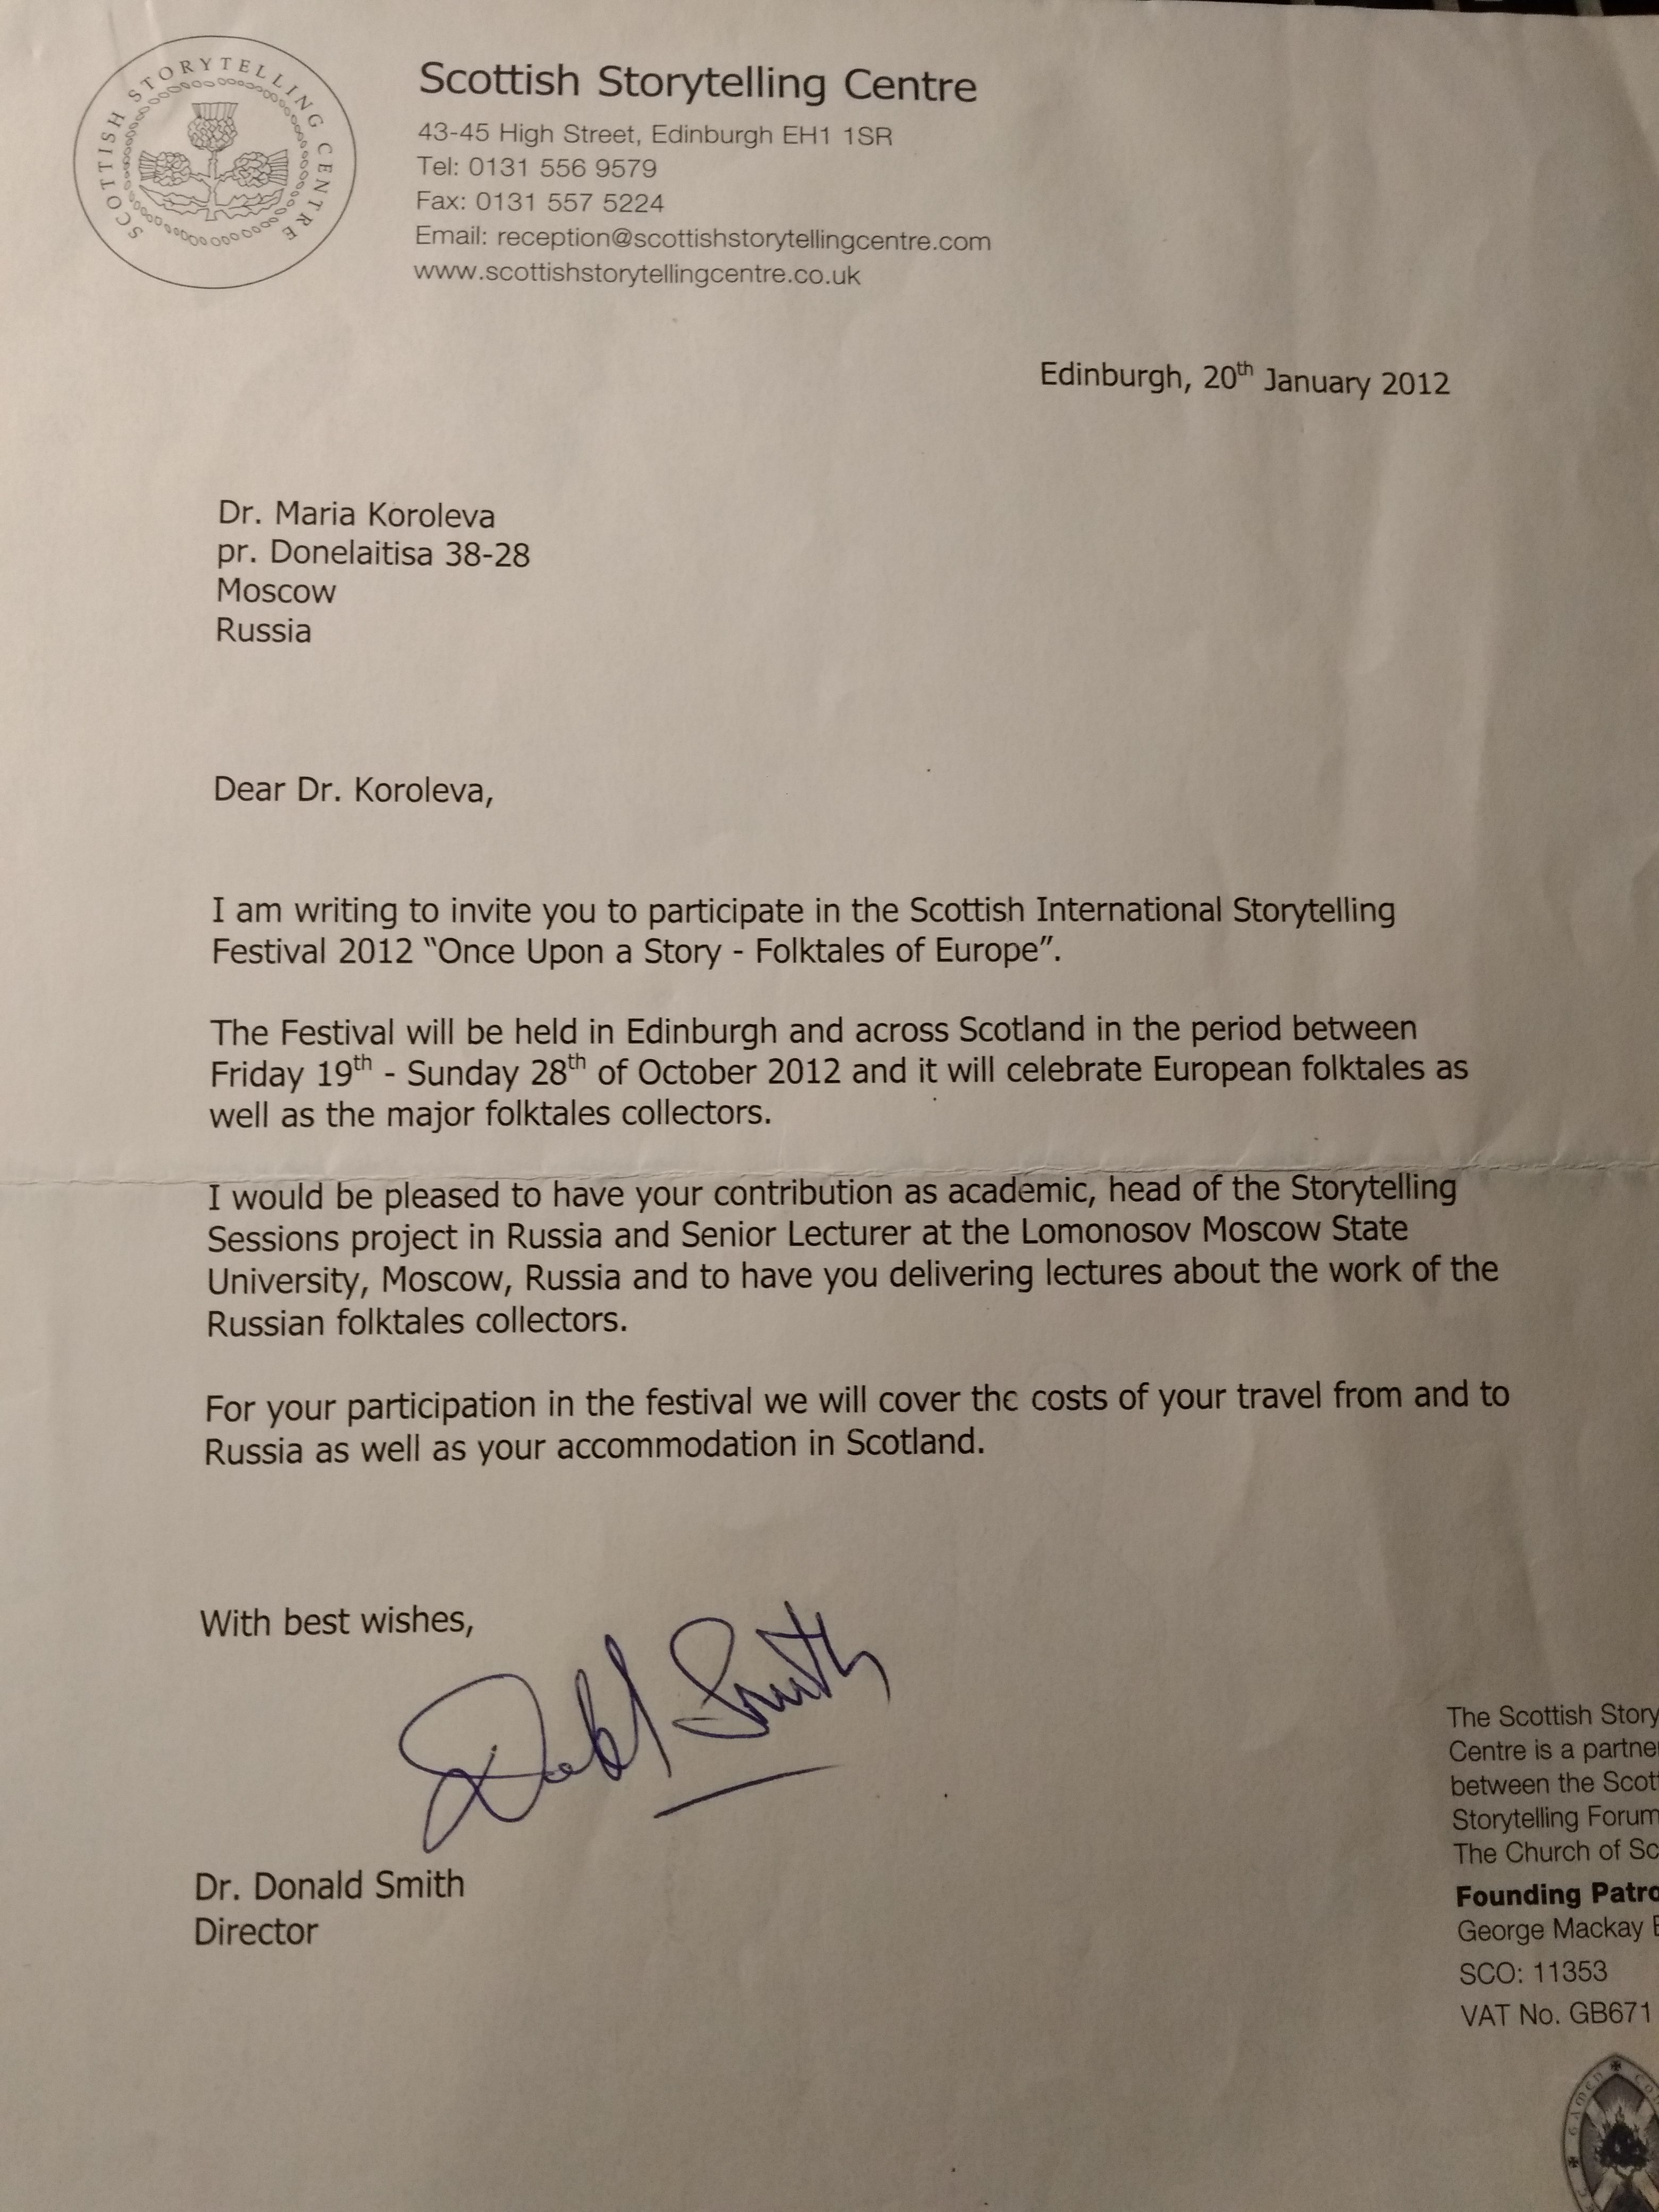 SCOTTISH STORYTELLING CENTRE
Scottish Storytelling Centre
43-45 High Street, Edinburgh EH1 1SR
Tel: 0131 556 9579
Fax: 0131 557 5224
Email: reception@scottishstorytellingcentre.com
www.scottishstorytellingcentre.co.uk
Edinburgh, 20th January 2012
Dr. Maria Koroleva
pr. Donelaitisa 38-28
Moscow
Russia
Dear Dr. Koroleva,
I am writing to invite you to participate in the Scottish International Storytelling
Festival 2012 “Once Upon a Story - Folktales of Europe”.
The Festival will be held in Edinburgh and across Scotland in the period between
Friday 19th - Sunday 28th of October 2012 and it will celebrate European folktales as
well as the major folktales collectors.
I would be pleased to have your contribution as academic, head of the Storytelling
Sessions project in Russia and Senior Lecturer at the Lomonosov Moscow State
University, Moscow, Russia and to have you delivering lectures about the work of the
Russian folktales collectors.
For your participation in the festival we will cover the costs of your travel from and to
Russia as well as your accommodation in Scotland.
With best wishes,
Donald Smith
Dr. Donald Smith
Director
The Scottish Story
Centre is a partne
between the Scot
Storytelling Forum
The Church of Sc
Founding Patro
George Mackay
SCO: 11353
VAT No. GB671